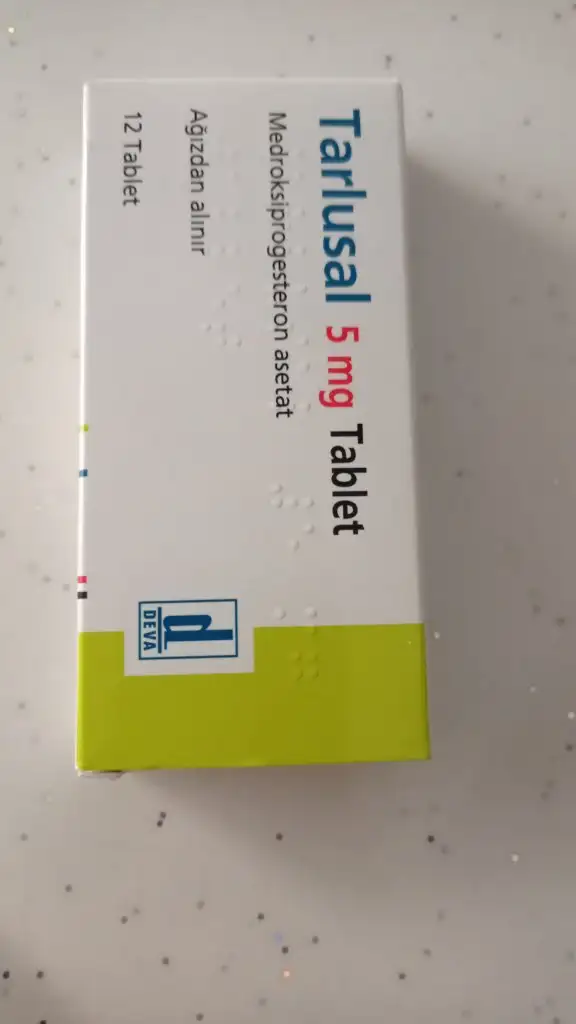 Tarlusal 5 mg Tablet
Medroksiprogesteron asetat
Ağızdan alınır
12 Tablet
DEVA